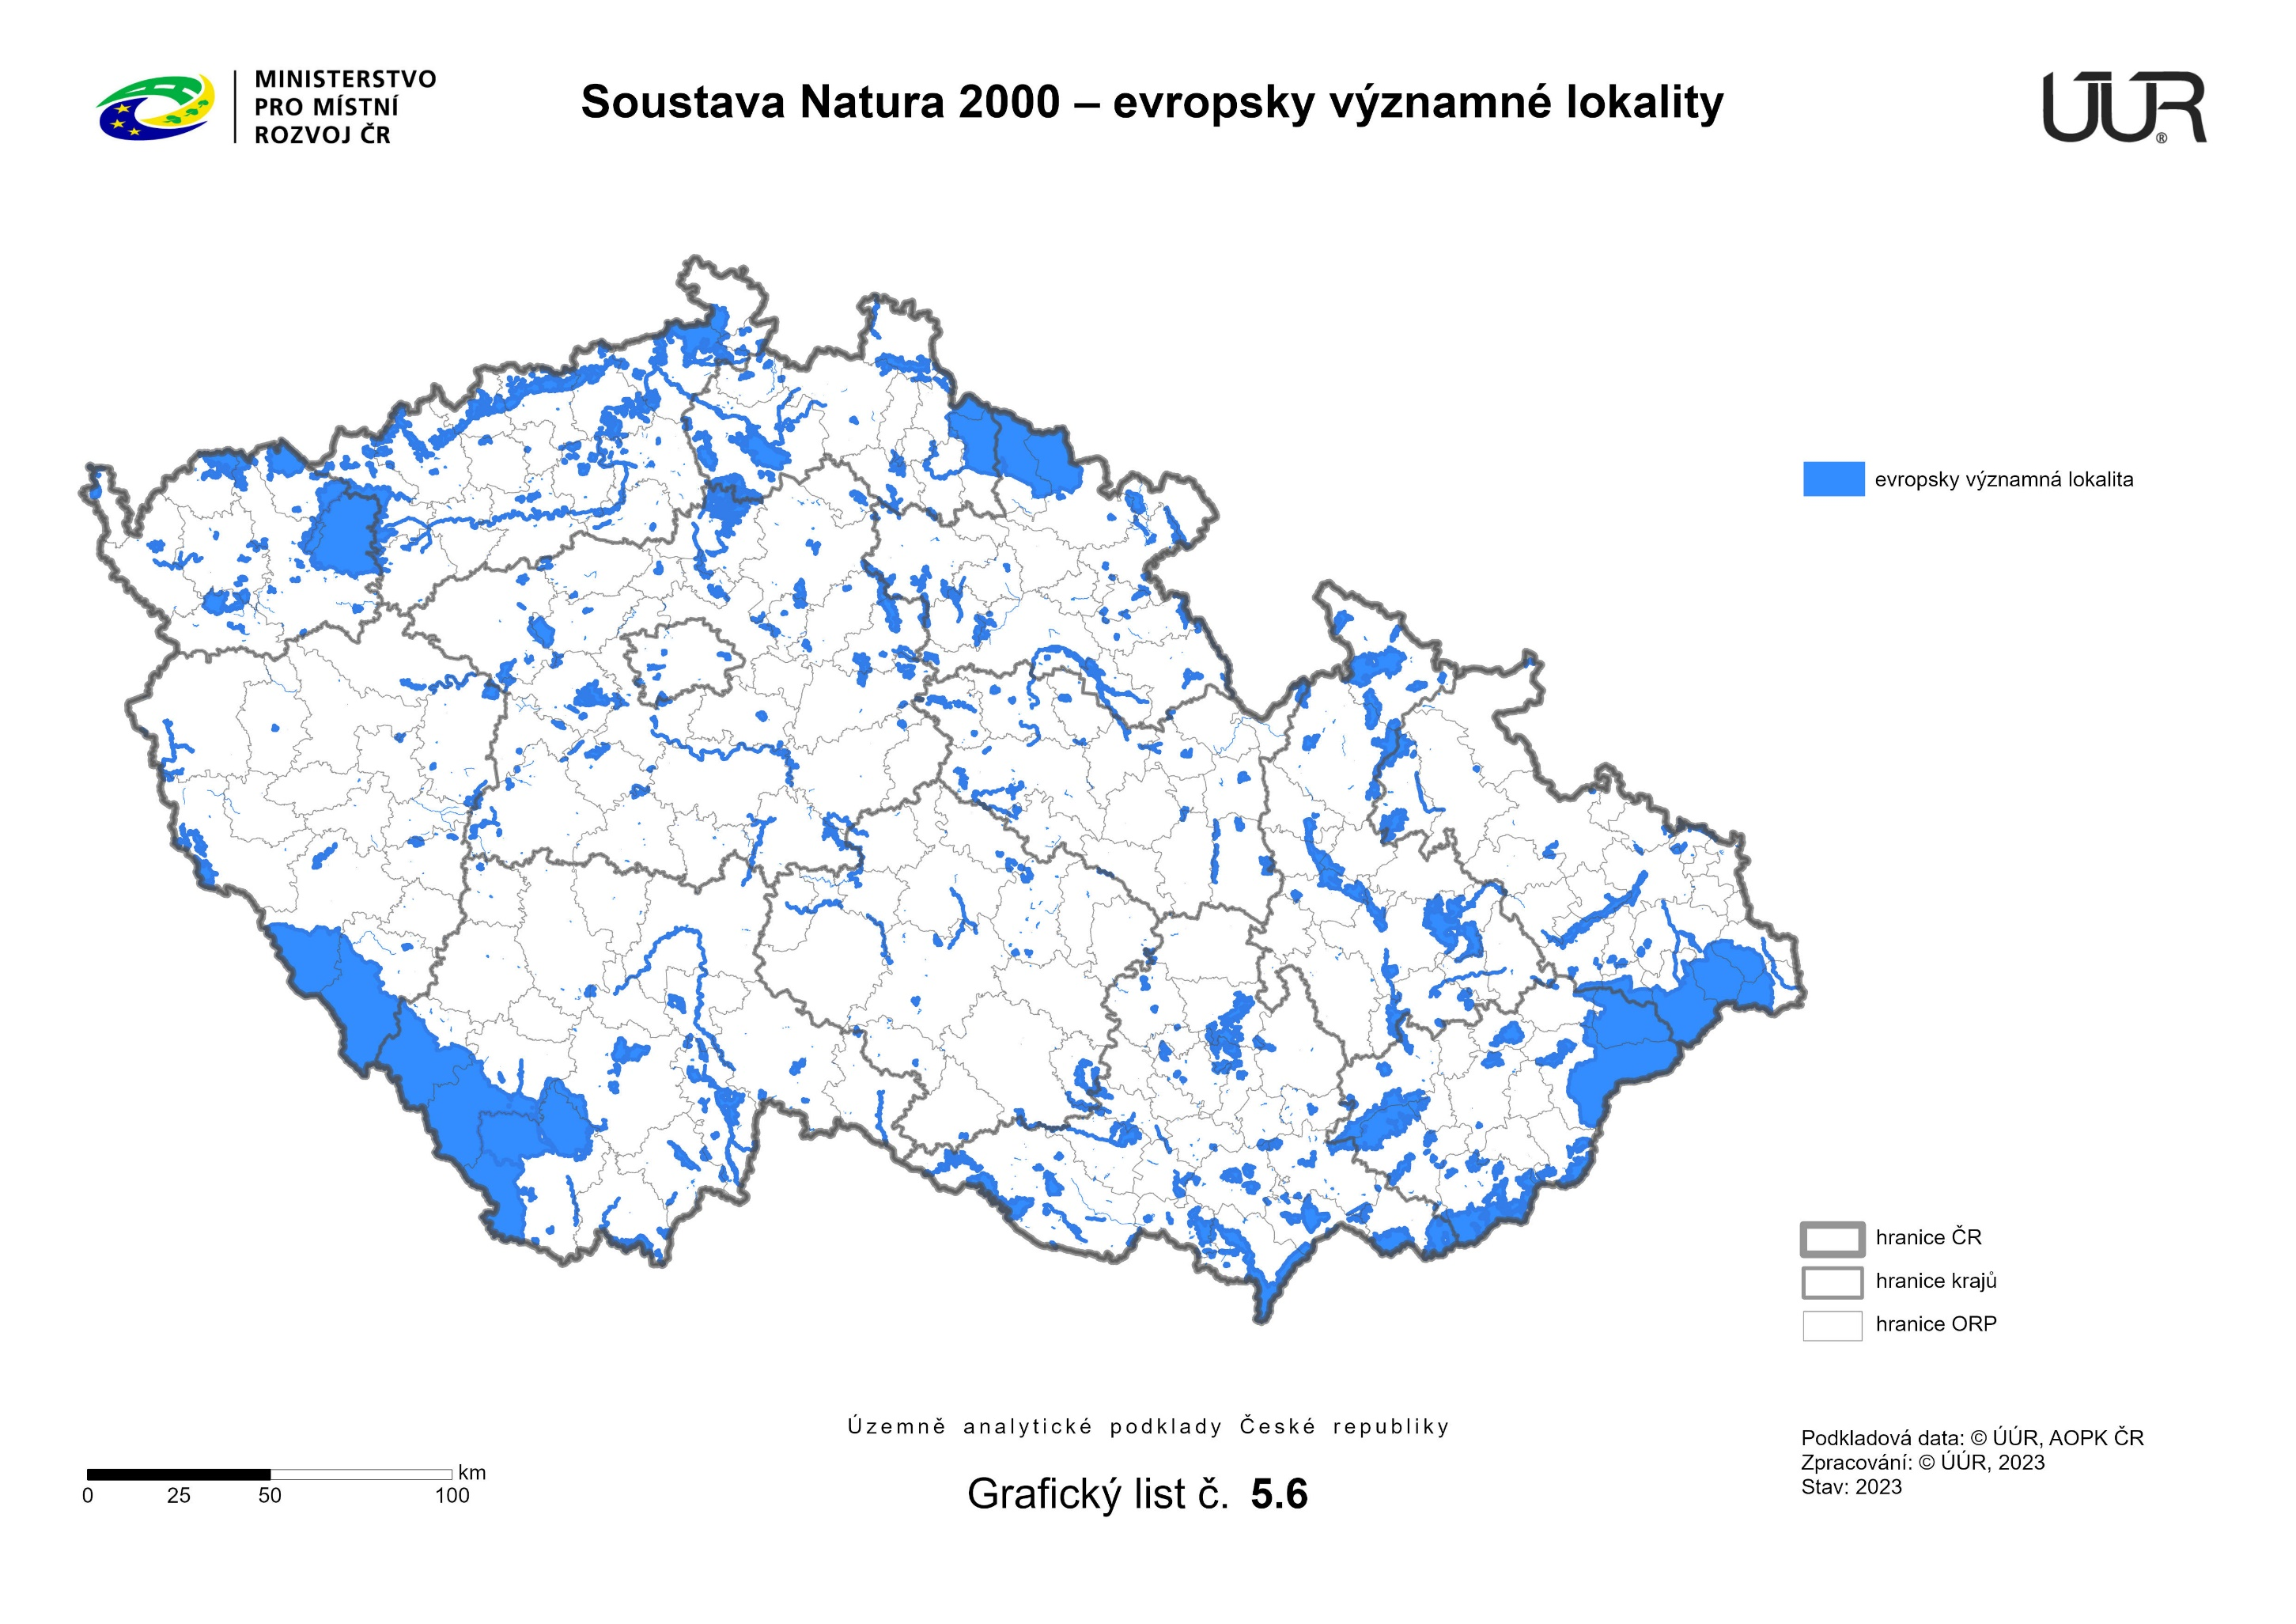 MINISTERSTVO
PRO MÍSTNÍ
ROZVOJ ČR
Soustava Natura 2000 – evropsky významné lokality
ÚÚR®
evropsky významná lokalita
hranice ČR
hranice krajů
hranice ORP
Územně analytické podklady České republiky
Grafický list č. 5.6
km
0 25 50 100
Podkladová data: © ÚÚR, AOPK ČR
Zpracování: © ÚÚR, 2023
Stav: 2023